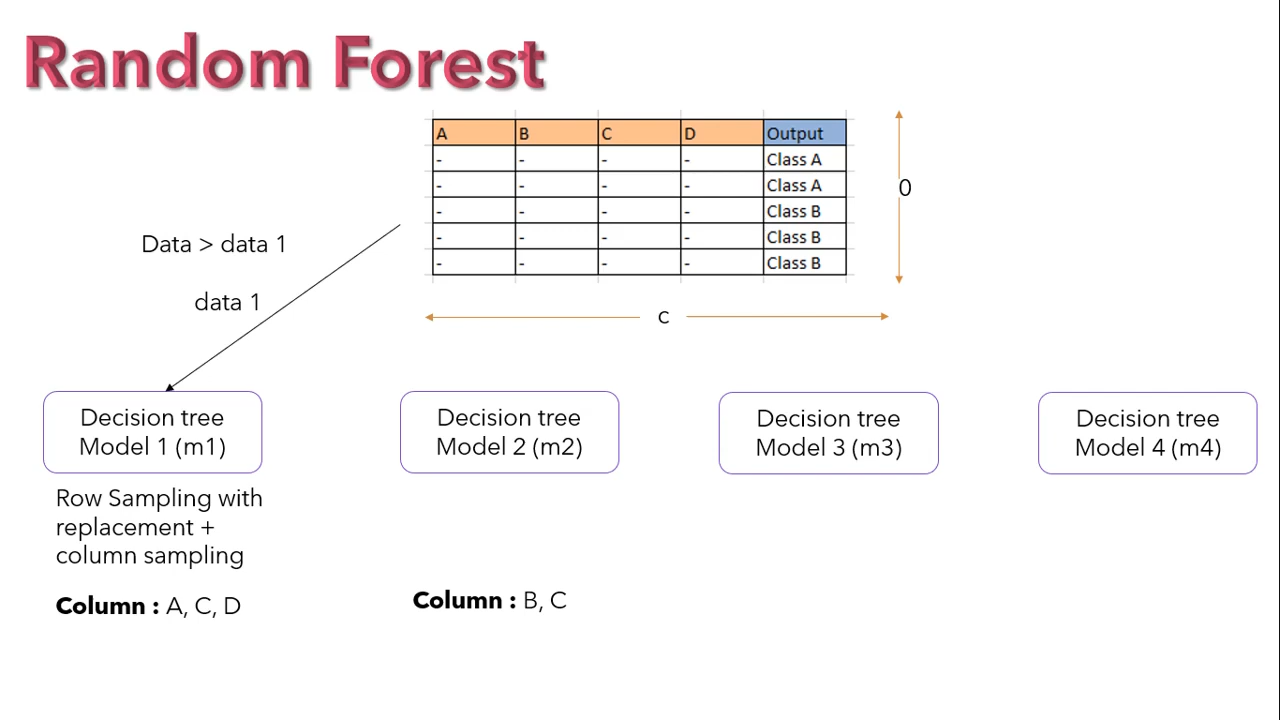 Random Forest
A B C D Output
- - - - Class A
- - - - Class A
- - - - Class B
- - - - Class B
- - - - Class B
0
c
Data > data 1
data 1
Decision tree
Model 1 (m1)
Decision tree
Model 2 (m2)
Decision tree
Model 3 (m3)
Decision tree
Model 4 (m4)
Row Sampling with
replacement +
column sampling
Column : A, C, D
Column : B, C